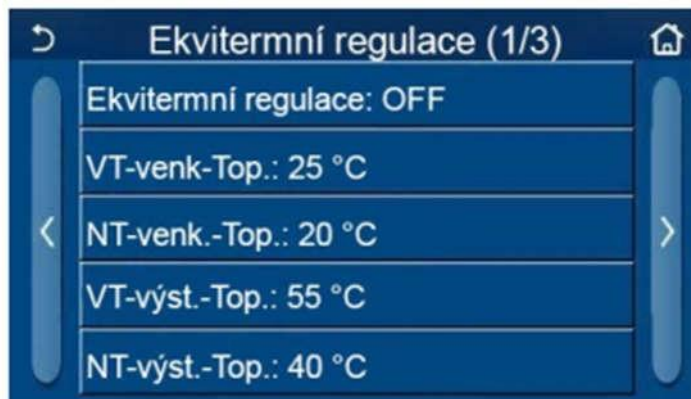 Ekvitermní regulace (1/3)
Ekvitermní regulace: OFF
VT-venk-Top.: 25 °C
NT-venk.-Top.: 20 °C
VT-výst.-Top.: 55 °C
NT-výst.-Top.: 40 °C